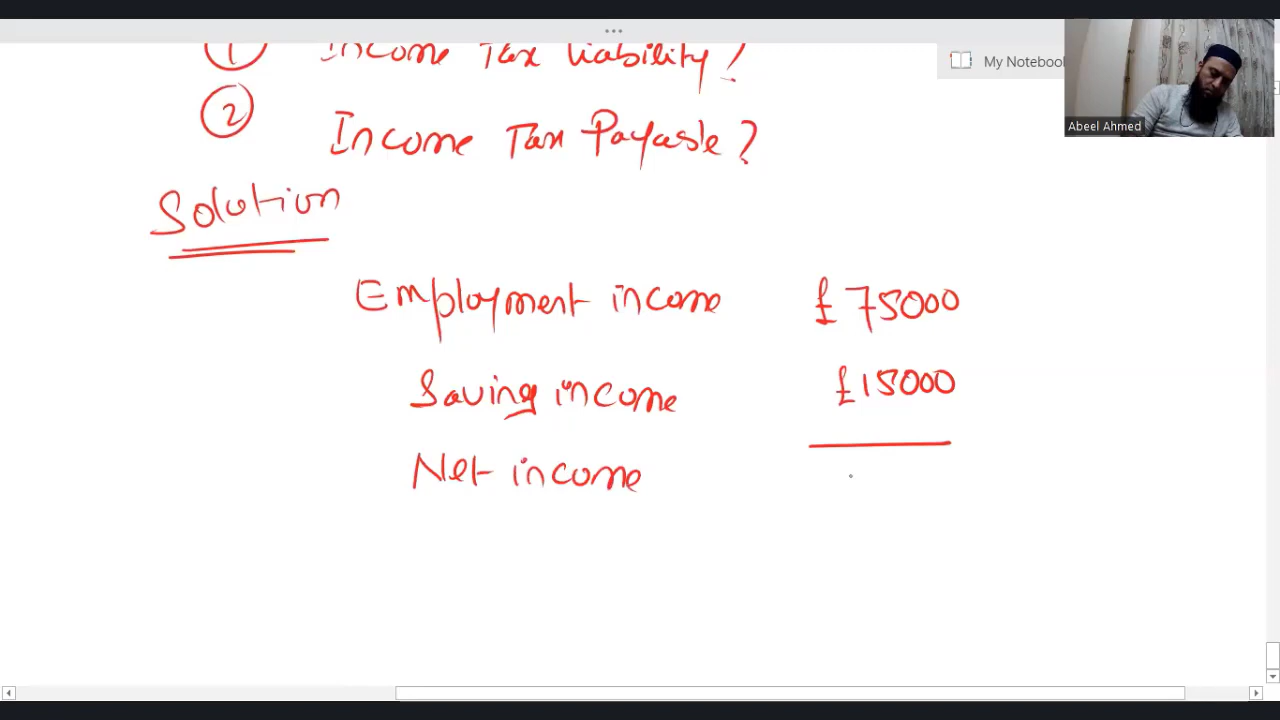 ① Income Tax Liability?
My Notebook
② Income Tax Payable?
Abeel Ahmed
Solution
Employment income £75000
Saving income £15000
Net income